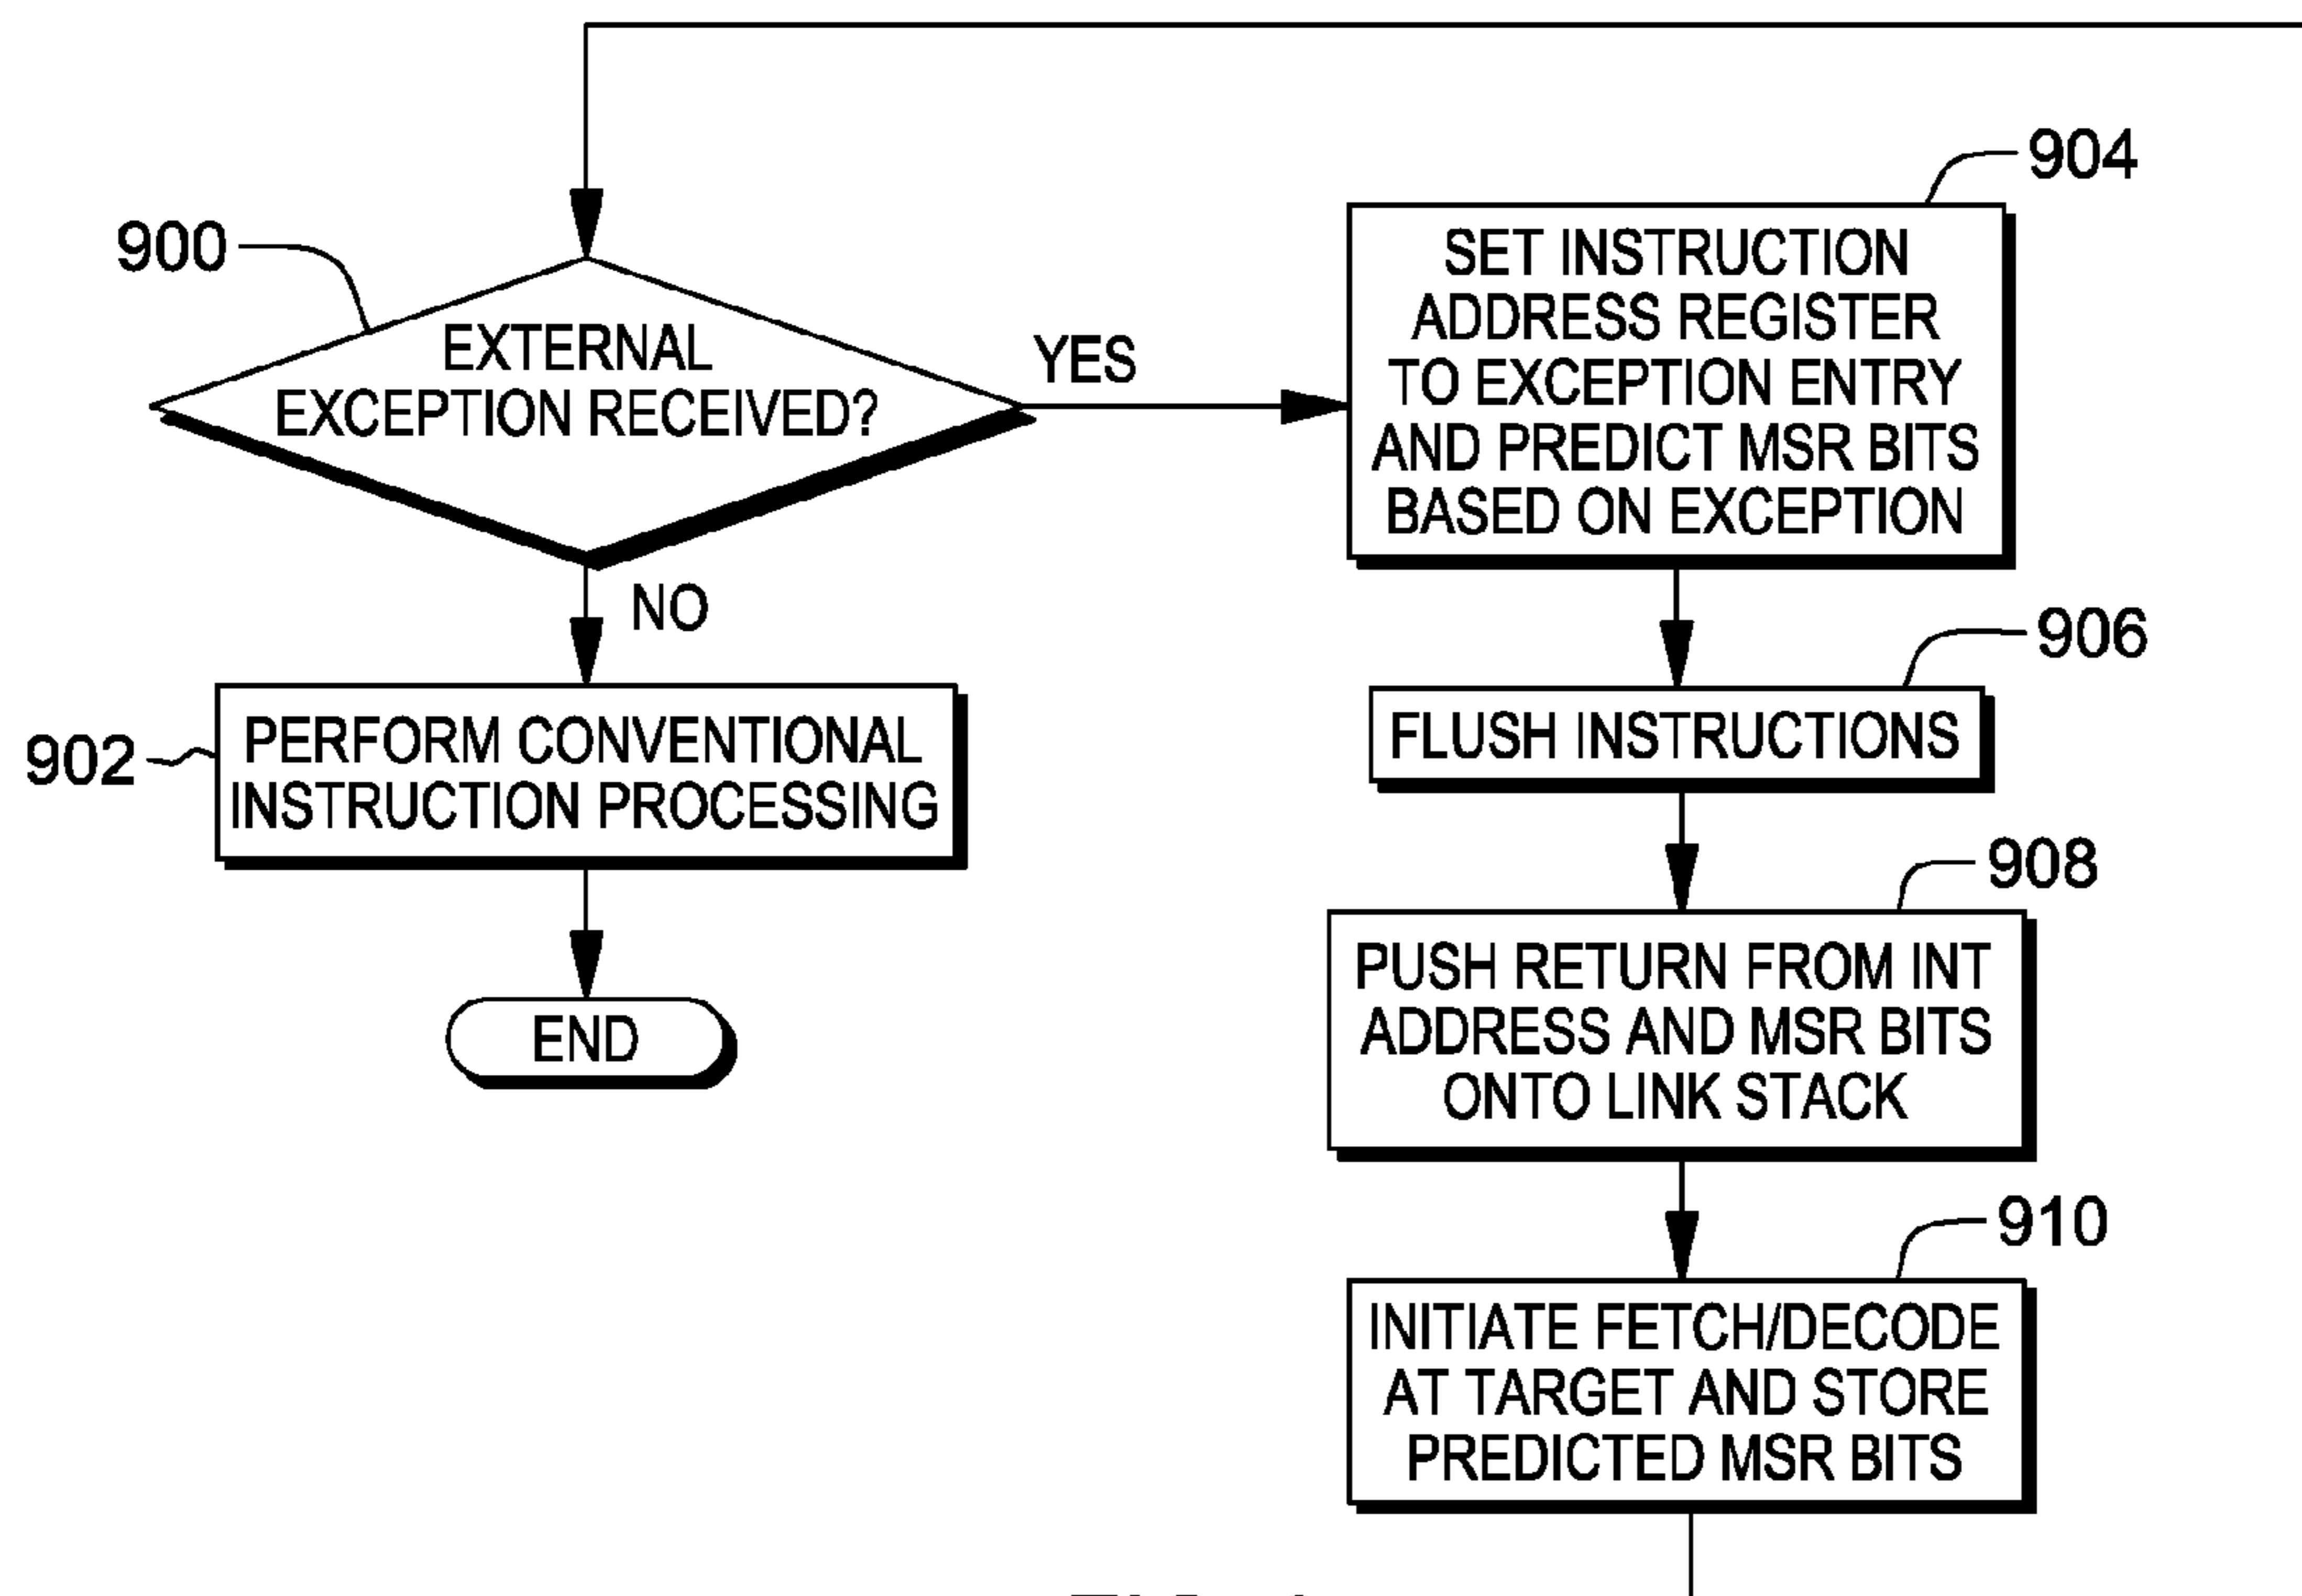 900
EXTERNAL
EXCEPTION RECEIVED?
YES
NO
902
PERFORM CONVENTIONAL
INSTRUCTION PROCESSING
END
904
SET INSTRUCTION
ADDRESS REGISTER
TO EXCEPTION ENTRY
AND PREDICT MSR BITS
BASED ON EXCEPTION
906
FLUSH INSTRUCTIONS
908
PUSH RETURN FROM INT
ADDRESS AND MSR BITS
ONTO LINK STACK
910
INITIATE FETCH/DECODE
AT TARGET AND STORE
PREDICTED MSR BITS